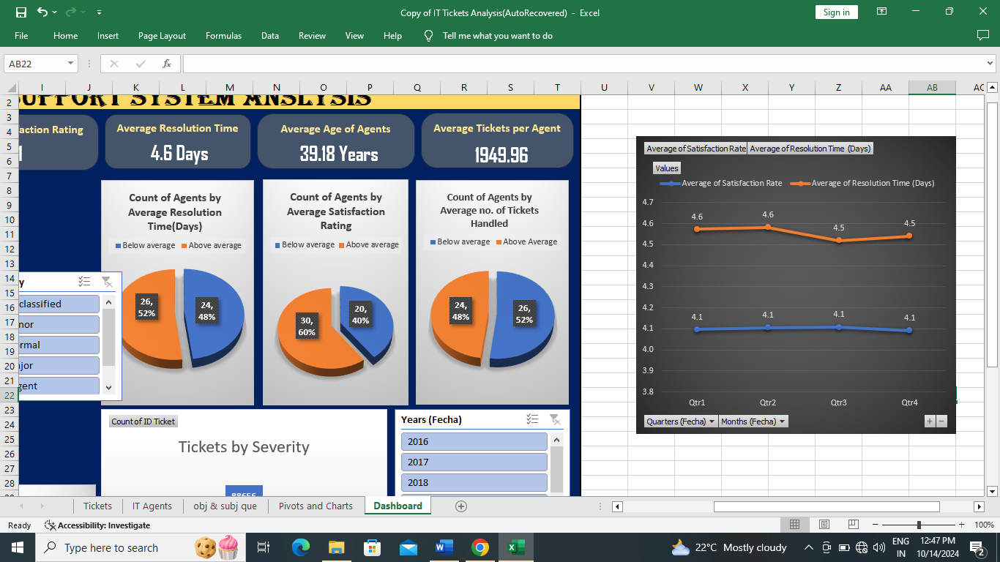 Copy of IT Tickets Analysis(AutoRecovered) - Excel
Sign in
File Home Insert Page Layout Formulas Data Review View Help Tell me what you want to do
AB22
fx
I J K L M N O P Q R S T U V W X Y Z AA AB AC
2
3
4
5
6
7
8
9
10
11
12
13
14
15
16
17
18
19
20
21
22
23
24
25
26
27
28
UPPORT SYSTEM ANSLYSIS
action Rating
Average Resolution Time
4.6 Days
Average Age of Agents
39.18 Years
Average Tickets per Agent
1949.96
Count of Agents by
Average Resolution
Time(Days)
Below average Above average
26,
52%
24,
48%
Count of Agents by
Average Satisfaction
Rating
Below average Above average
30,
60%
20,
40%
Count of Agents by
Average no. of Tickets
Handled
Below average Above Average
24,
48%
26,
52%
y
classified
nor
rmal
jor
gent
Count of ID Ticket
Tickets by Severity
88656
Years (Fecha)
2016
2017
2018
Average of Satisfaction Rate Average of Resolution Time (Days)
Values
Average of Satisfaction Rate Average of Resolution Time (Days)
4.7
4.6
4.5
4.4
4.3
4.2
4.1
4.0
3.9
3.8
4.6 4.6 4.5 4.5
4.1 4.1 4.1 4.1
Qtr1 Qtr2 Qtr3 Qtr4
Quarters (Fecha) Months (Fecha)
+ −
Tickets IT Agents obj & subj que Pivots and Charts Dashboard
Ready Accessibility: Investigate
− + 100%
Type here to search
22°C Mostly cloudy
ENG
IN
12:47 PM
10/14/2024
2